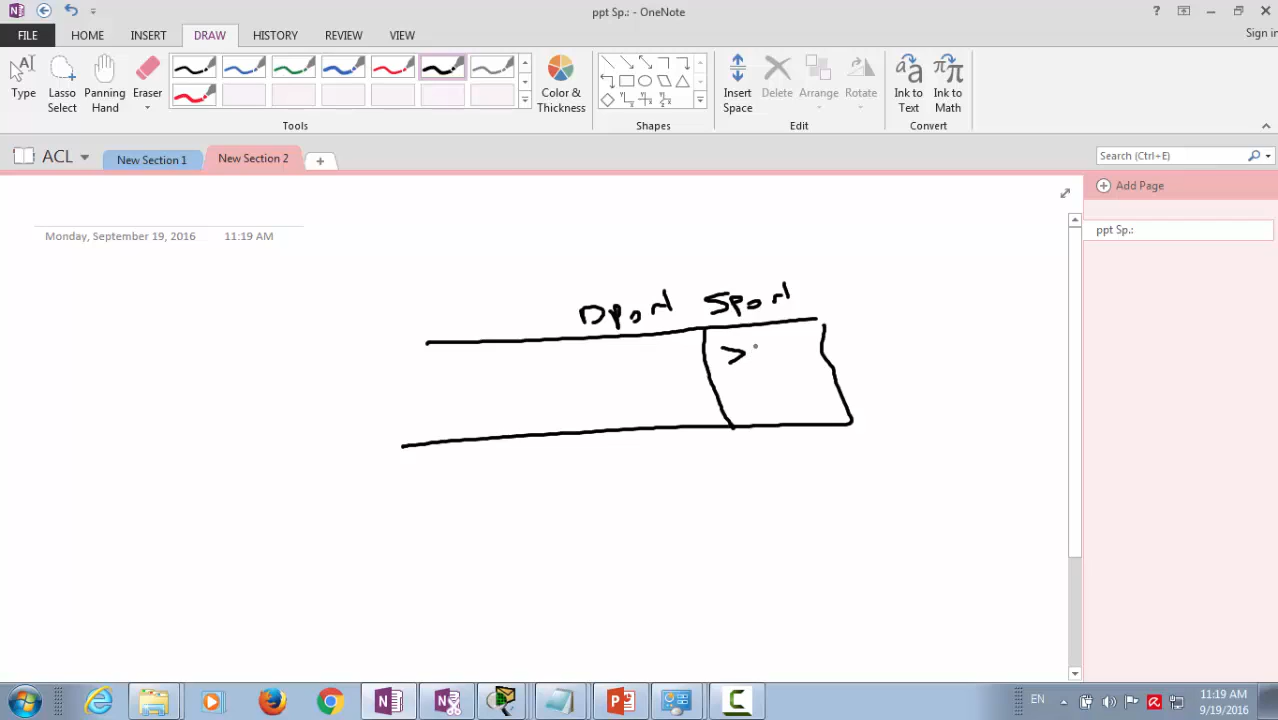 ppt Sp.: - OneNote
?
Sign in
FILE HOME INSERT DRAW HISTORY REVIEW VIEW
Type
Lasso Select
Panning Hand
Eraser
Color & Thickness
Insert Space
Delete
Arrange
Rotate
Ink to Text
Ink to Math
Tools
Shapes
Edit
Convert
ACL
New Section 1
New Section 2
Search (Ctrl+E)
Add Page
ppt Sp.:
Monday, September 19, 2016 11:19 AM
Dport Sport
>
EN
11:19 AM
9/19/2016